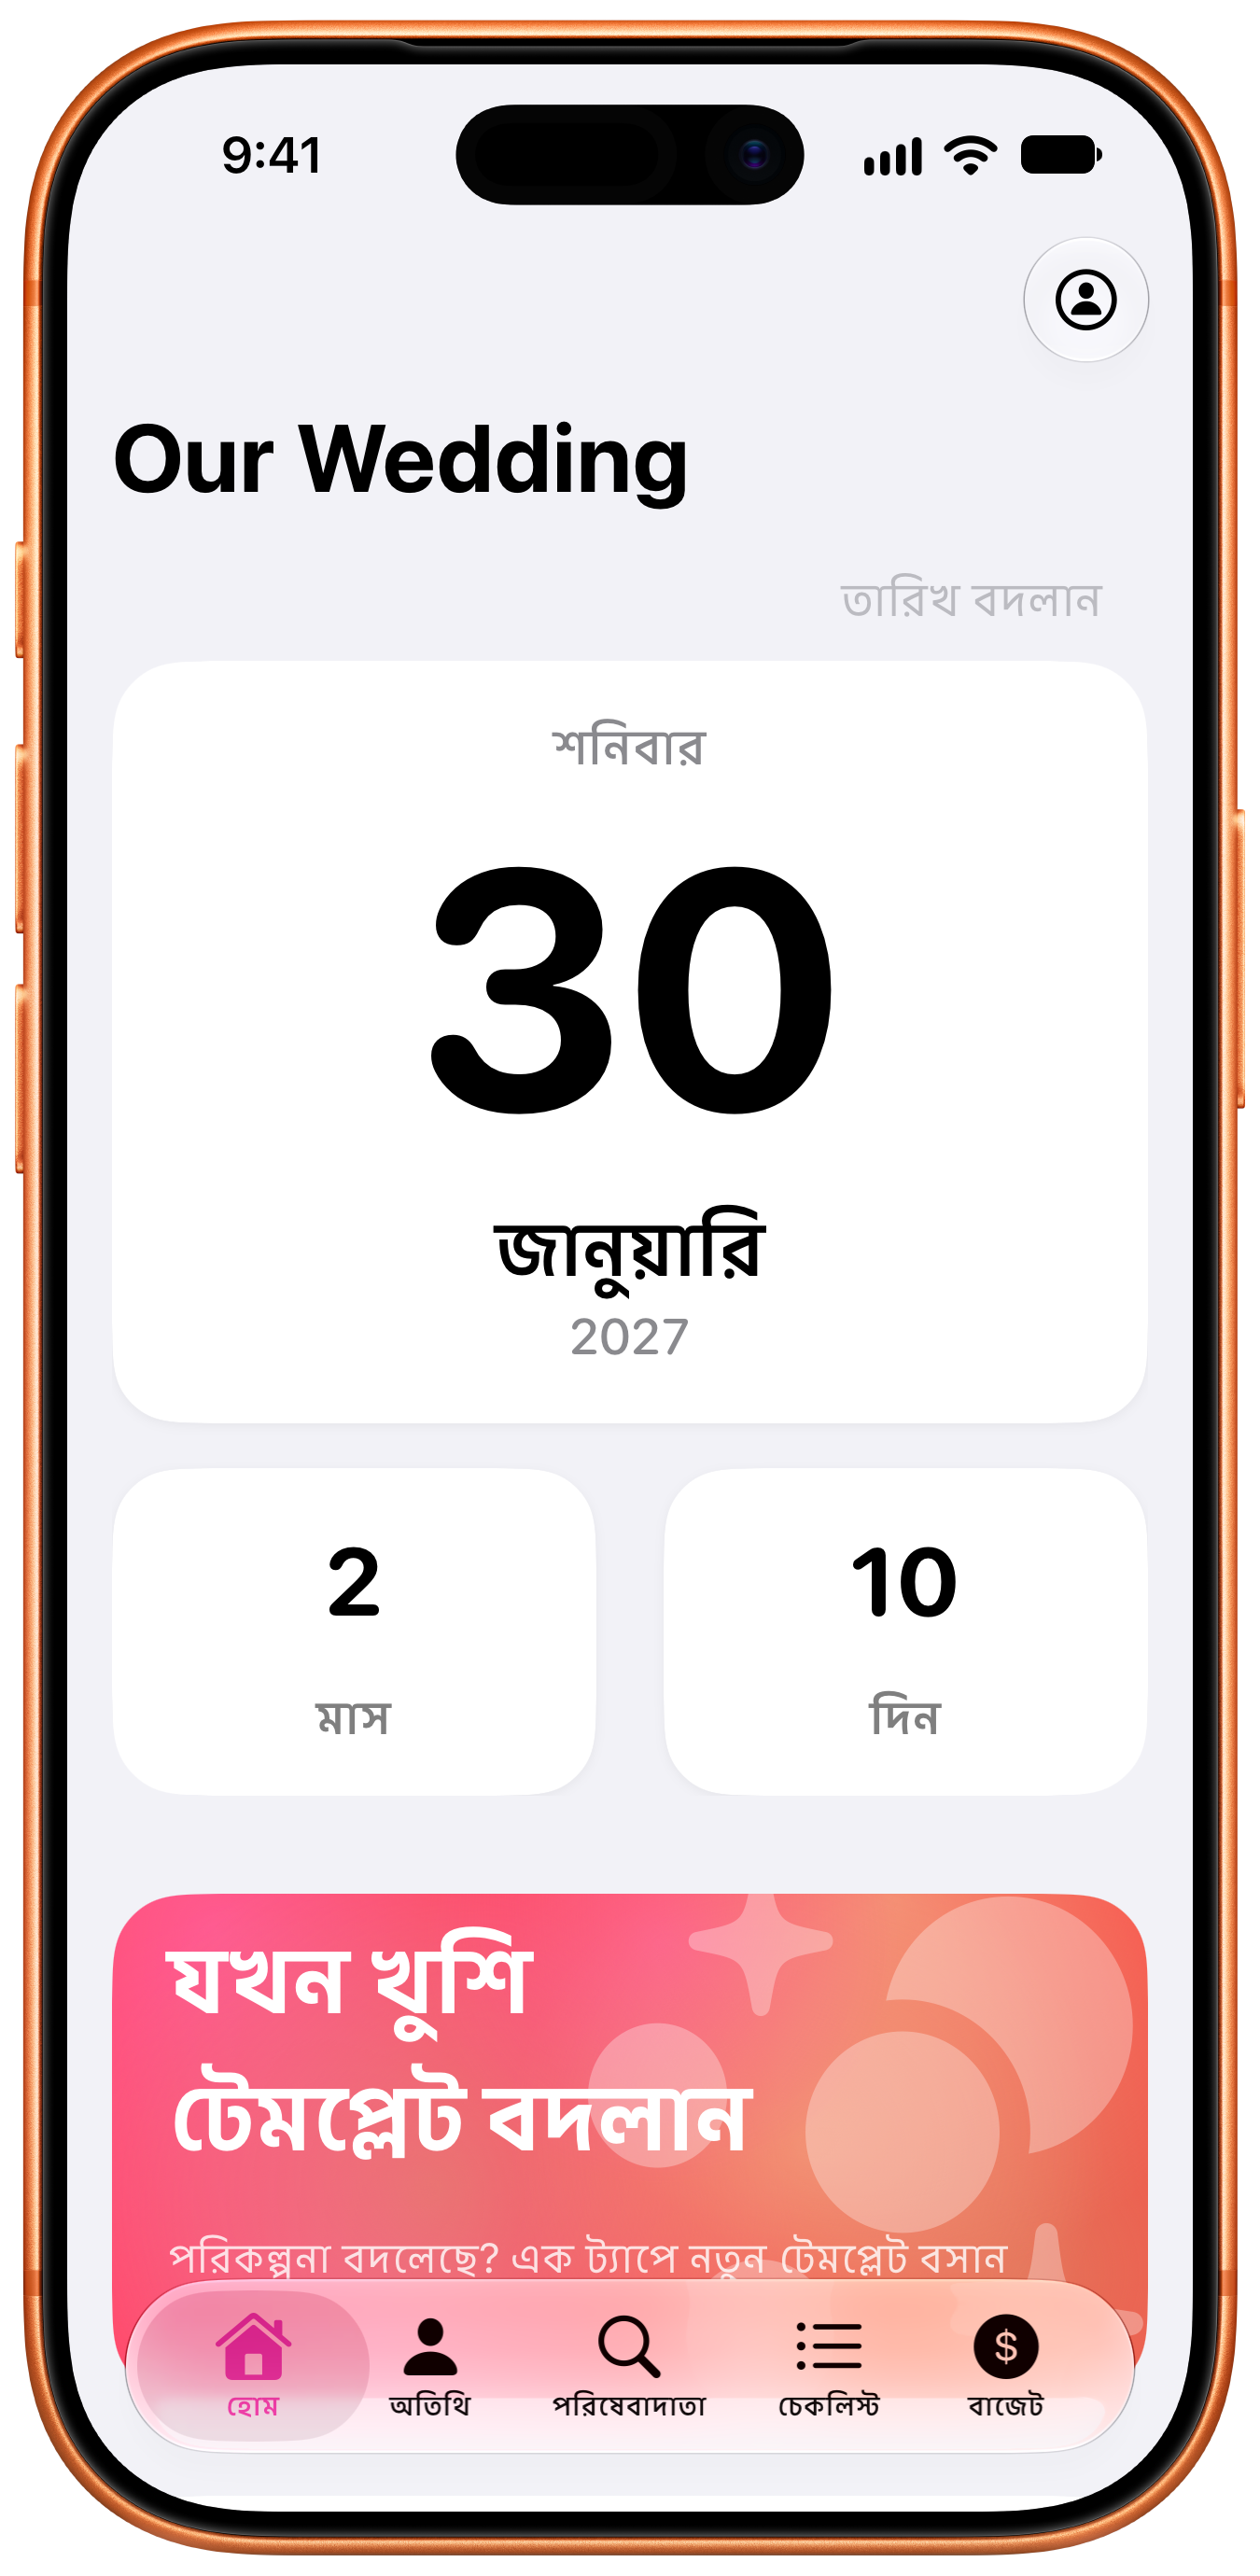 9:41
Our Wedding
তারিখ বদলান
শনিবার
30
জানুয়ারি
2027
2
মাস
10
দিন
যখন খুশি
টেমপ্লেট বদলান
পরিকল্পনা বদলেছে? এক ট্যাপে নতুন টেমপ্লেট বসান
হোম
অতিথি
পরিষেবাদাতা
চেকলিস্ট
বাজেট